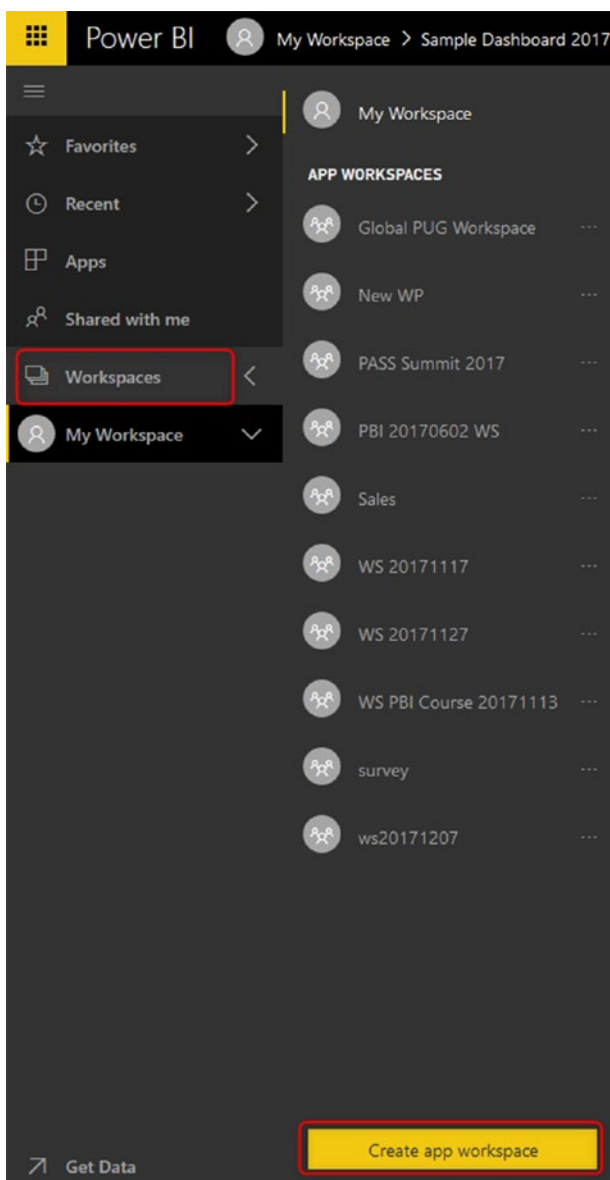 Power BI
My Workspace > Sample Dashboard 2017
Favorites
Recent
Apps
Shared with me
Workspaces
My Workspace
Get Data
My Workspace
APP WORKSPACES
Global PUG Workspace
New WP
PASS Summit 2017
PBI 20170602 WS
Sales
WS 20171117
WS 20171127
WS PBI Course 20171113
survey
ws20171207
Create app workspace